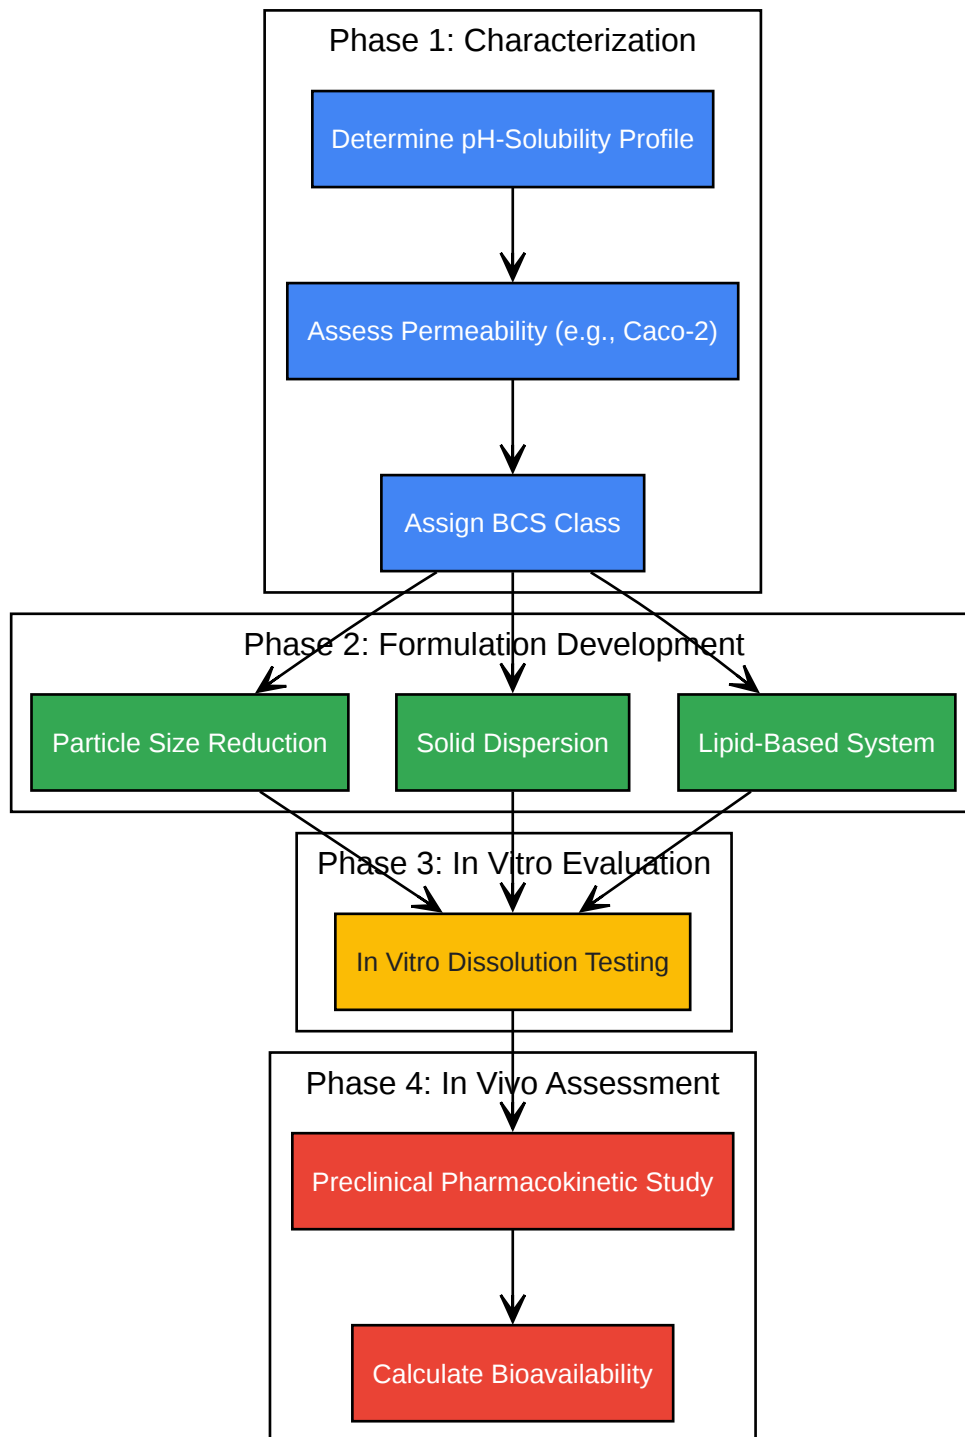 Phase 1: Characterization
Determine pH-Solubility Profile
Assess Permeability (e.g., Caco-2)
Assign BCS Class
Phase 2: Formulation Development
Particle Size Reduction
Solid Dispersion
Lipid-Based System
Phase 3: In Vitro Evaluation
In Vitro Dissolution Testing
Phase 4: In Vivo Assessment
Preclinical Pharmacokinetic Study
Calculate Bioavailability